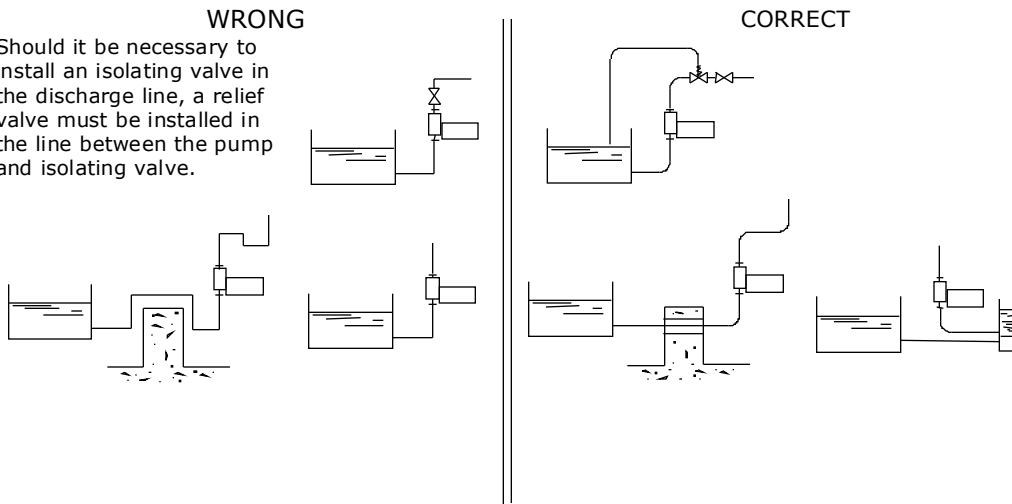 WRONG
Should it be necessary to
install an isolating valve in
the discharge line, a relief
valve must be installed in
the line between the pump
and isolating valve.
CORRECT